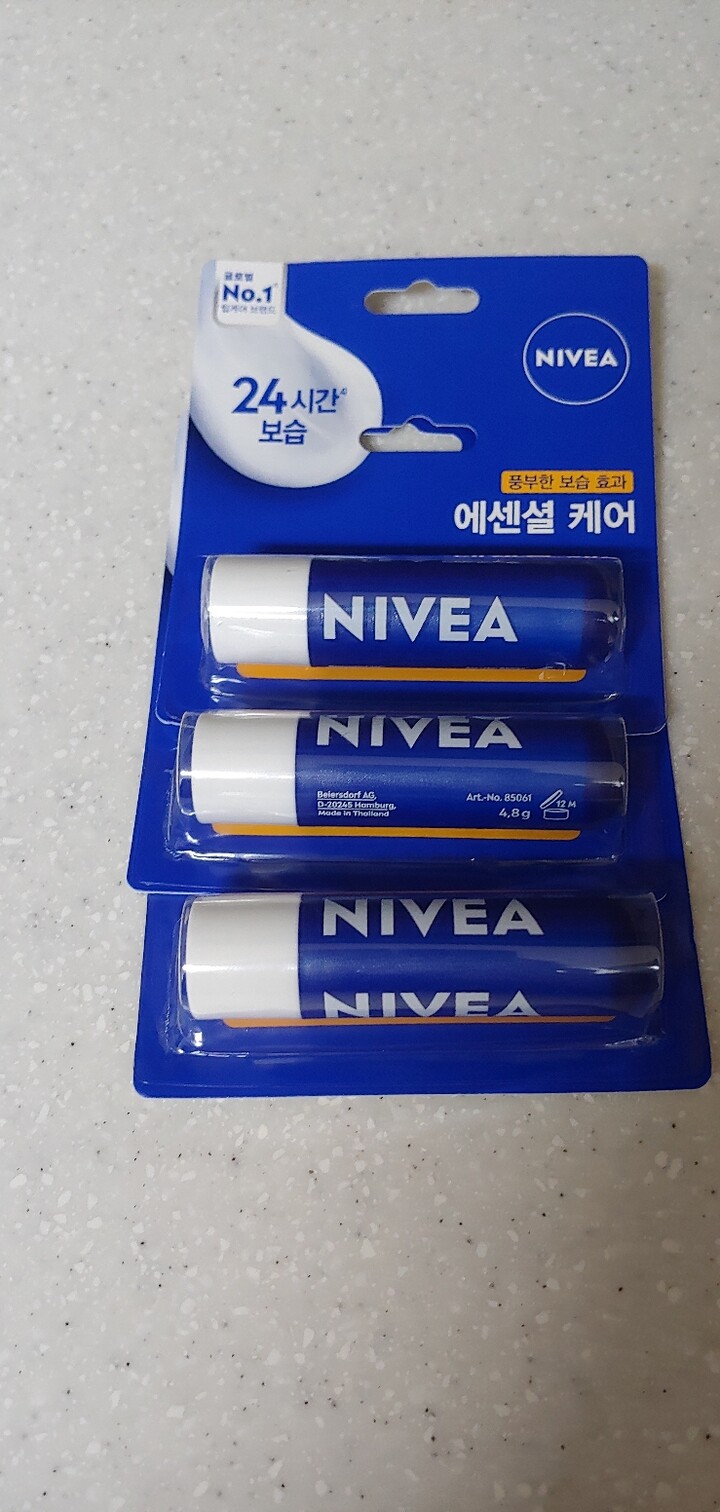 글로벌
No.1
립케어 브랜드
NIVEA
24시간4)
보습
풍부한 보습 효과
에센셜 케어
NIVEA
NIVEA
Beiersdorf AG,
D-20245 Hamburg,
Made in Thailand
Art.-No. 85061
4,8 g
12 M
NIVEA
NIVEA